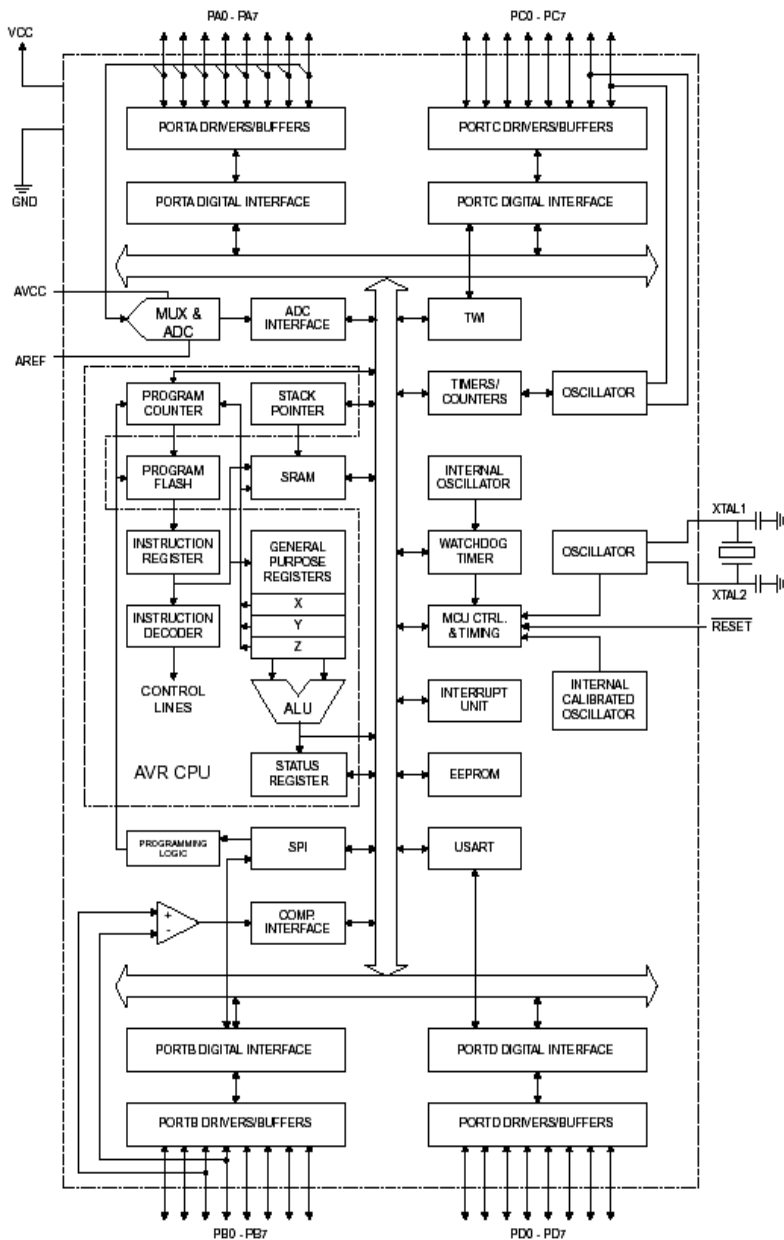 PA0 - PA7
PC0 - PC7
VCC
PORTA DRIVERS/BUFFERS
PORTC DRIVERS/BUFFERS
GND
PORTA DIGITAL INTERFACE
PORTC DIGITAL INTERFACE
AVCC
MUX &
ADC
ADC
INTERFACE
TWI
AREF
PROGRAM
COUNTER
STACK
POINTER
TIMERS/
COUNTERS
OSCILLATOR
PROGRAM
FLASH
SRAM
INTERNAL
OSCILLATOR
XTAL1
INSTRUCTION
REGISTER
GENERAL
PURPOSE
REGISTERS
WATCHDOG
TIMER
OSCILLATOR
X
XTAL2
INSTRUCTION
DECODER
Y
MCU CTRL.
& TIMING
RESET
Z
CONTROL
LINES
ALU
INTERRUPT
UNIT
INTERNAL
CALIBRATED
OSCILLATOR
AVR CPU
STATUS
REGISTER
EEPROM
PROGRAMMING
LOGIC
SPI
USART
+
-
COMP.
INTERFACE
PORTB DIGITAL INTERFACE
PORTD DIGITAL INTERFACE
PORTB DRIVERS/BUFFERS
PORTD DRIVERS/BUFFERS
PB0 - PB7
PD0 - PD7